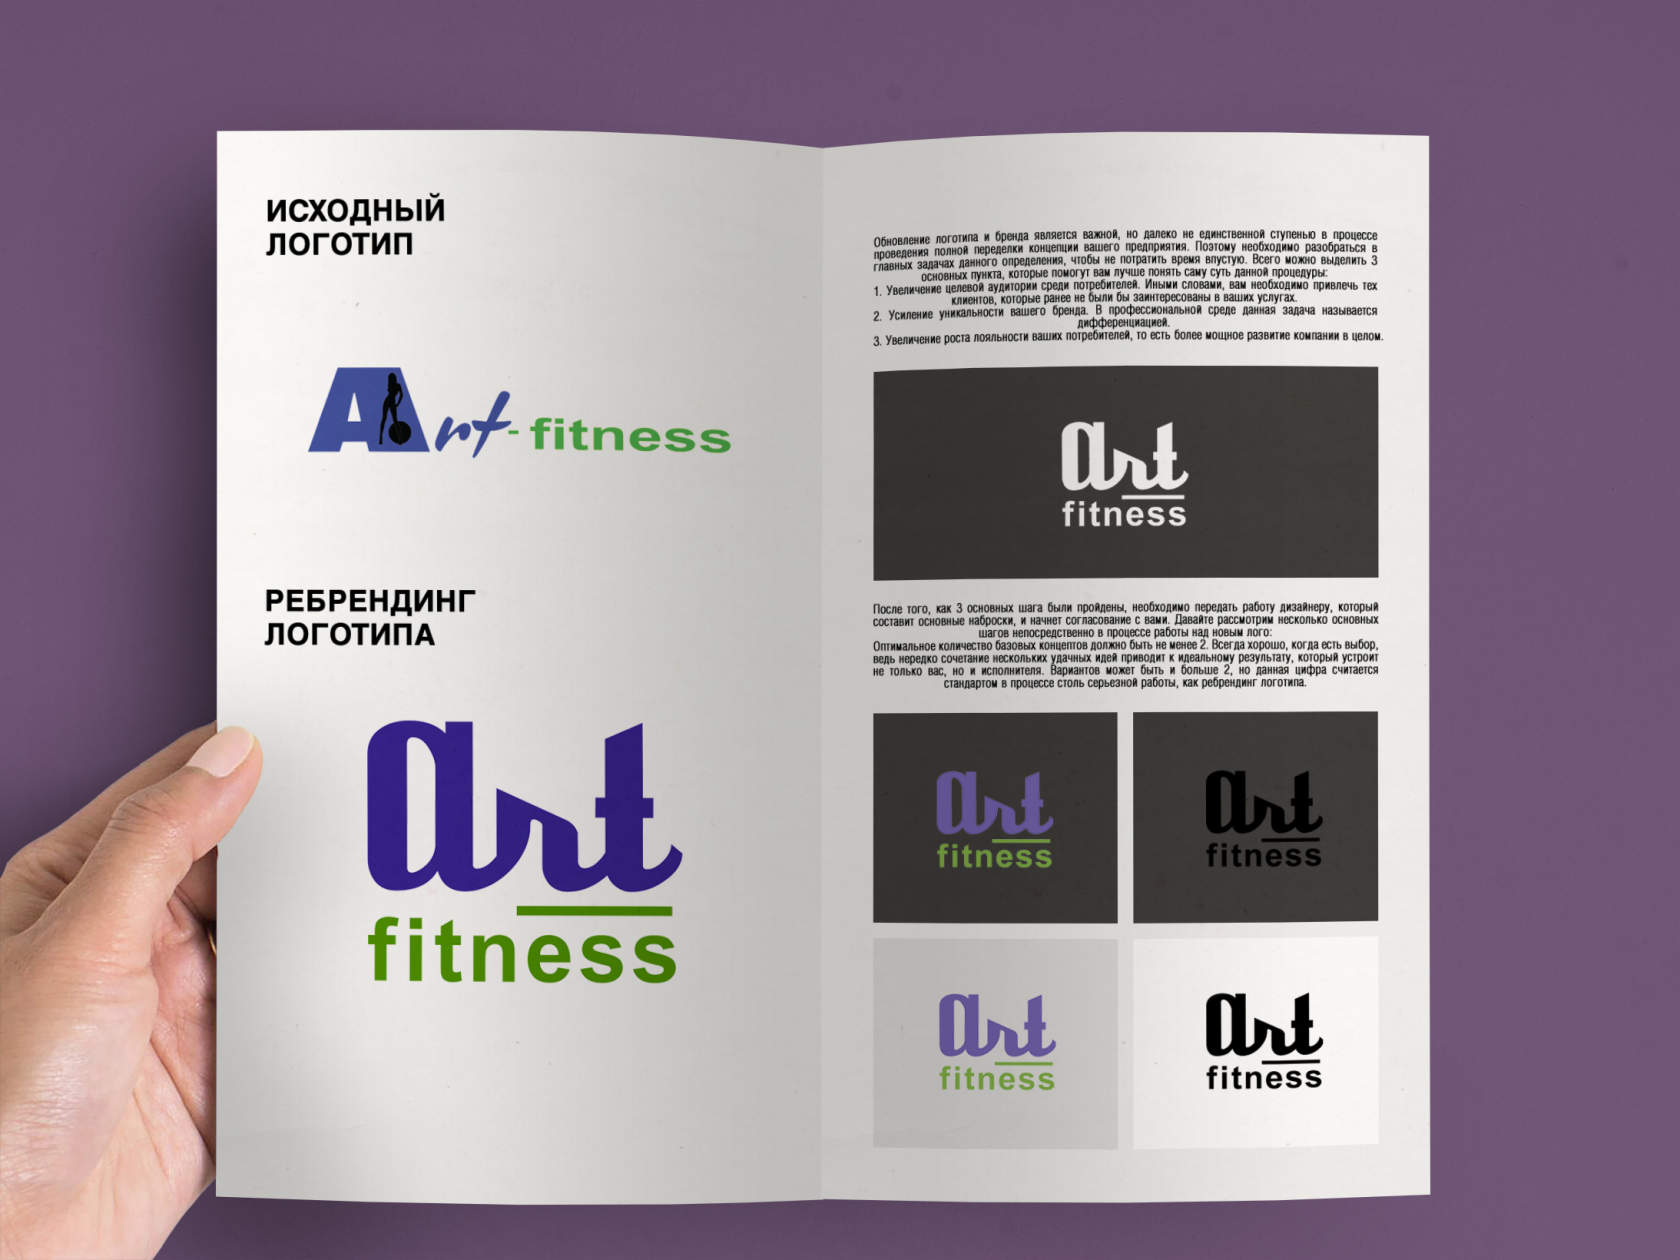 ИСХОДНЫЙ
ЛОГОТИП
Art-fitness
РЕБРЕНДИНГ
ЛОГОТИПА
art
fitness
Обновление логотипа и бренда является важной, но далеко не единственной ступенью в процессе
проведения полной переделки концепции вашего предприятия. Поэтому необходимо разобраться в
главных задачах данного определения, чтобы не потратить время впустую. Всего можно выделить 3
основных пункта, которые помогут вам лучше понять саму суть данной процедуры:
1. Увеличение целевой аудитории среди потребителей. Иными словами, вам необходимо привлечь тех
клиентов, которые ранее не были бы заинтересованы в ваших услугах.
2. Усиление уникальности вашего бренда. В профессиональной среде данная задача называется
дифференциацией.
3. Увеличение роста лояльности ваших потребителей, то есть более мощное развитие компании в целом.
art
fitness
После того, как 3 основных шага были пройдены, необходимо передать работу дизайнеру, который
составит основные наброски, и начнет согласование с вами. Давайте рассмотрим несколько основных
шагов непосредственно в процессе работы над новым лого:
Оптимальное количество базовых концептов должно быть не менее 2. Всегда хорошо, когда есть выбор,
ведь нередко сочетание нескольких удачных идей приводит к идеальному результату, который устроит
не только вас, но и исполнителя. Вариантов может быть и больше 2, но данная цифра считается
стандартом в процессе столь серьезной работы, как ребрендинг логотипа.
art
fitness
art
fitness
art
fitness
art
fitness